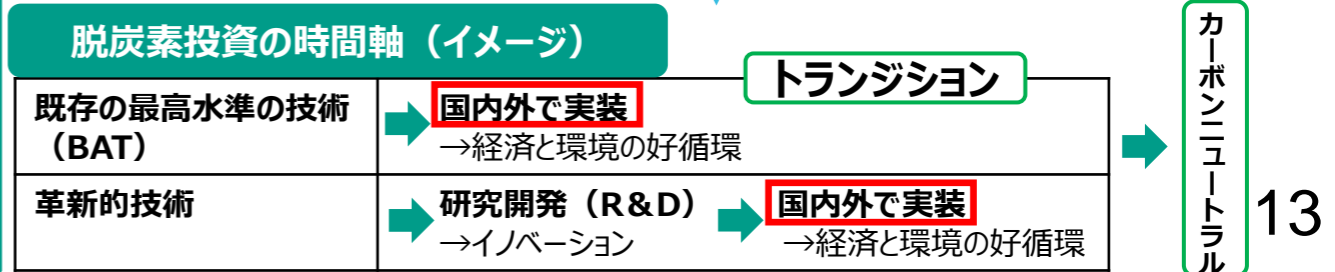 脱炭素投資の時間軸（イメージ）
トランジション
既存の最高水準の技術
（BAT）
国内外で実装
→経済と環境の好循環
革新的技術
研究開発（R&D）
→イノベーション
国内外で実装
→経済と環境の好循環
カーボンニュートラル
13